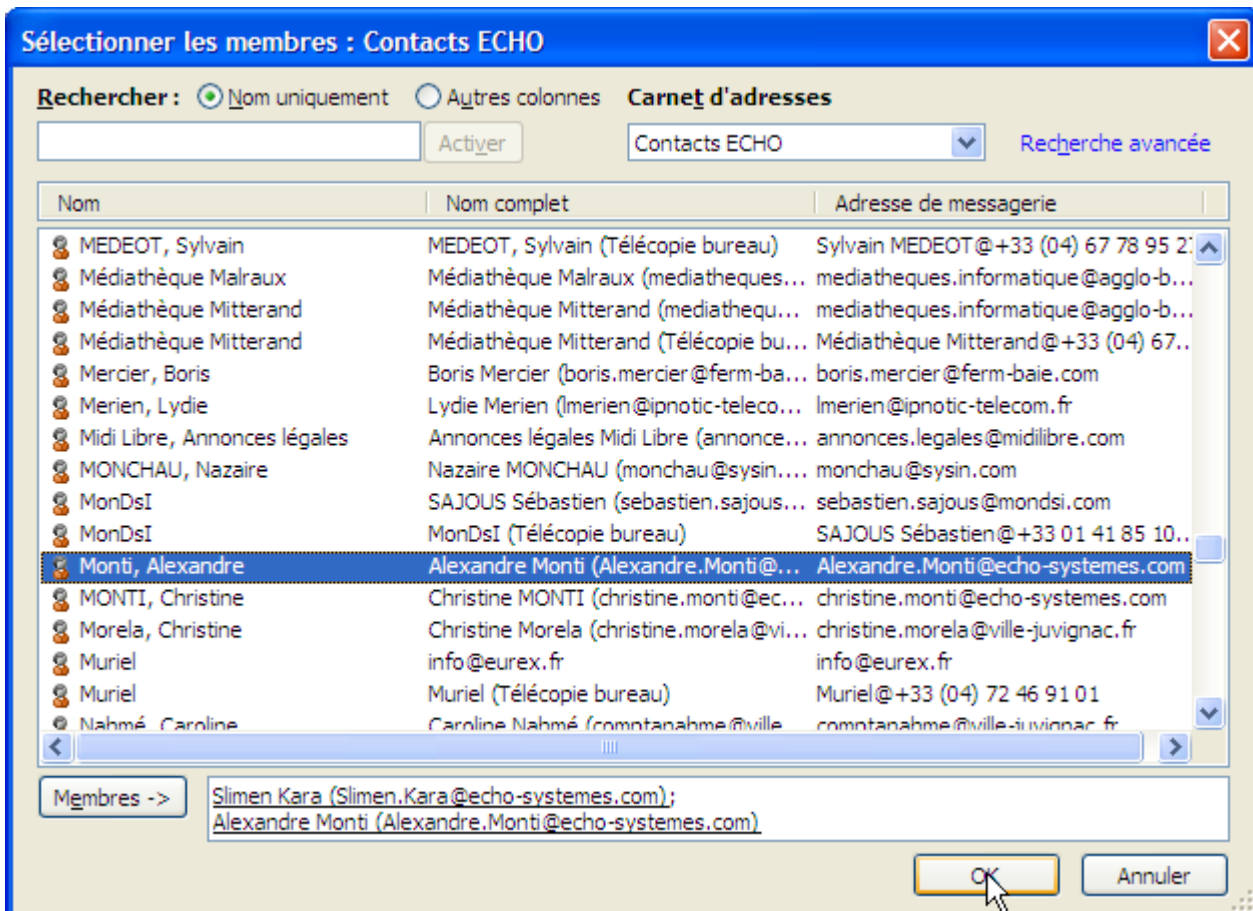 Sélectionner les membres : Contacts ECHO
Rechercher : Nom uniquement Autres colonnes Carnet d'adresses
Activer Contacts ECHO Recherche avancée
Nom Nom complet Adresse de messagerie
MEDEOT, Sylvain MEDEOT, Sylvain (Télécopie bureau) Sylvain MEDEOT@+33 (04) 67 78 95 2
Médiathèque Malraux Médiathèque Malraux (mediatheques... mediatheques.informatique@agglo-b...
Médiathèque Mitterand Médiathèque Mitterand (mediathequ... mediatheques.informatique@agglo-b...
Médiathèque Mitterand Médiathèque Mitterand (Télécopie bu... Médiathèque Mitterand@+33 (04) 67...
Mercier, Boris Boris Mercier (boris.mercier@ferm-ba... boris.mercier@ferm-baie.com
Merien, Lydie Lydie Merien (lmerien@ipnotic-teleco... lmerien@ipnotic-telecom.fr
Midi Libre, Annonces légales Annonces légales Midi Libre (annonce... annonces.legales@midilibre.com
MONCHAU, Nazaire Nazaire MONCHAU (monchau@sysin.... monchau@sysin.com
MonDsI SAJOUS Sébastien (sebastien.sajous... sebastien.sajous@mondsi.com
MonDsI MonDsI (Télécopie bureau) SAJOUS Sébastien@+33 01 41 85 10...
Monti, Alexandre Alexandre Monti (Alexandre.Monti@... Alexandre.Monti@echo-systemes.com
MONTI, Christine Christine MONTI (christine.monti@ec... christine.monti@echo-systemes.com
Morela, Christine Christine Morela (christine.morela@vi... christine.morela@ville-juvignac.fr
Muriel info@eurex.fr info@eurex.fr
Muriel Muriel (Télécopie bureau) Muriel@+33 (04) 72 46 91 01
Nahmé, Caroline Caroline Nahmé (comptanahme@ville... comptanahme@ville-juvignac.fr
Membres -> Slimen Kara (Slimen.Kara@echo-systemes.com);
Alexandre Monti (Alexandre.Monti@echo-systemes.com)
OK Annuler